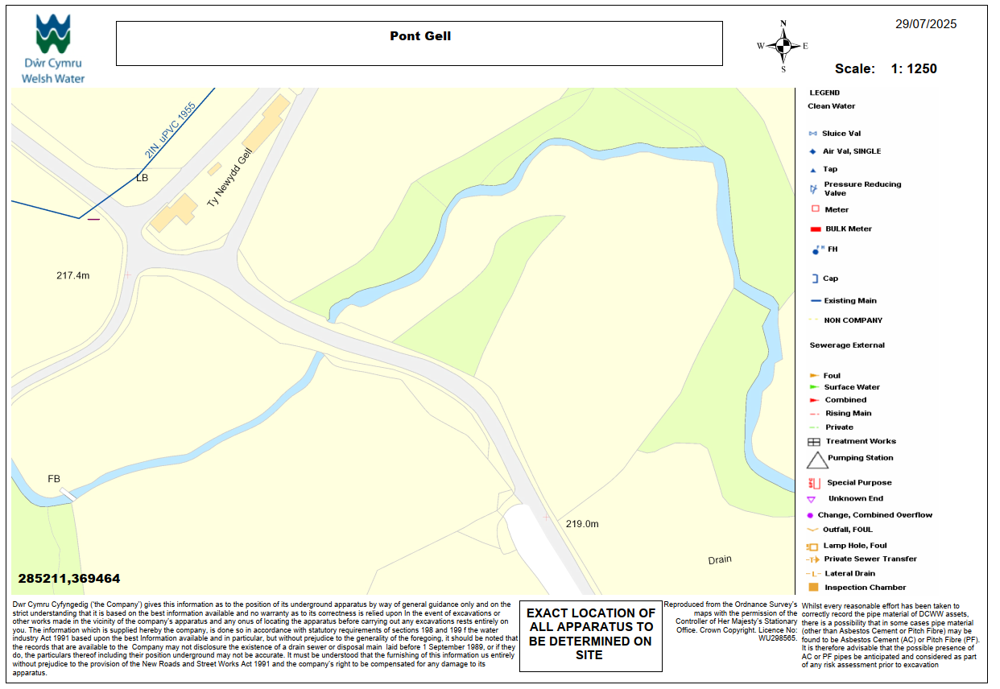 Dŵr Cymru
Welsh Water
Pont Gell
N
W
E
S
29/07/2025
Scale: 1: 1250
2IN. uPVC 1955
LB
Ty Newydd Gell
217.4m
FB
219.0m
Drain
285211,369464
LEGEND
Clean Water
Sluice Val
Air Val, SINGLE
Tap
Pressure Reducing
Valve
Meter
BULK Meter
FH
Cap
Existing Main
NON COMPANY
Sewerage External
Foul
Surface Water
Combined
Rising Main
Private
Treatment Works
Pumping Station
Special Purpose
Unknown End
Change, Combined Overflow
Outfall, FOUL
Lamp Hole, Foul
Private Sewer Transfer
Lateral Drain
Inspection Chamber
Dwr Cymru Cyfyngedig ('the Company') gives this information as to the position of its underground apparatus by way of general guidance only and on the
strict understanding that it is based on the best information available and no warranty as to its correctness is relied upon In the event of excavations or
other works made in the vicinity of the company's apparatus and any onus of locating the apparatus before carrying out any excavations rests entirely on
you. The information which is supplied hereby the company, is done so in accordance with statutory requirements of sections 198 and 199 f the water
industry Act 1991 based upon the best Information available and in particular, but without prejudice to the generality of the foregoing, it should be noted that
the records that are available to the Company may not disclose the existence of a drain sewer or disposal main laid before 1 September 1989, or if they
do, the particulars thereof including their position underground may not be accurate. It must be understood that the furnishing of this information us entirely
without prejudice to the provision of the New Roads and Street Works Act 1991 and the company's right to be compensated for any damage to its
apparatus.
EXACT LOCATION OF
ALL APPARATUS TO
BE DETERMINED ON
SITE
Reproduced from the Ordnance Survey's
maps with the permission of the
Controller of Her Majesty's Stationary
Office. Crown Copyright. Licence No:
WU298565.
Whilst every reasonable effort has been taken to
correctly record the pipe material of DCWW assets,
there is a possibility that in some cases pipe material
(other than Asbestos Cement or Pitch Fibre) may be
found to be Asbestos Cement (AC) or Pitch Fibre (PF).
It is therefore advisable that the possible presence of
AC or PF pipes be anticipated and considered as part
of any risk assessment prior to excavation